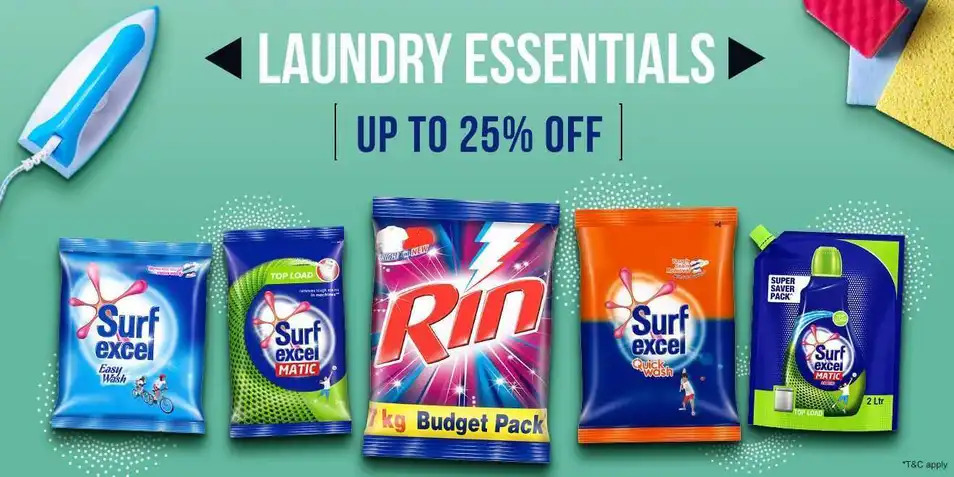 LAUNDRY ESSENTIALS
UP TO 25% OFF
Surf
excel
Easy
Wash
TOP LOAD
Surf
excel
MATIC
Rin
7 kg Budget Pack
Surf
excel
Quick
wash
SUPER
SAVER
PACK
Surf
excel
MATIC
TOP LOAD
2 Ltr
*T&C apply